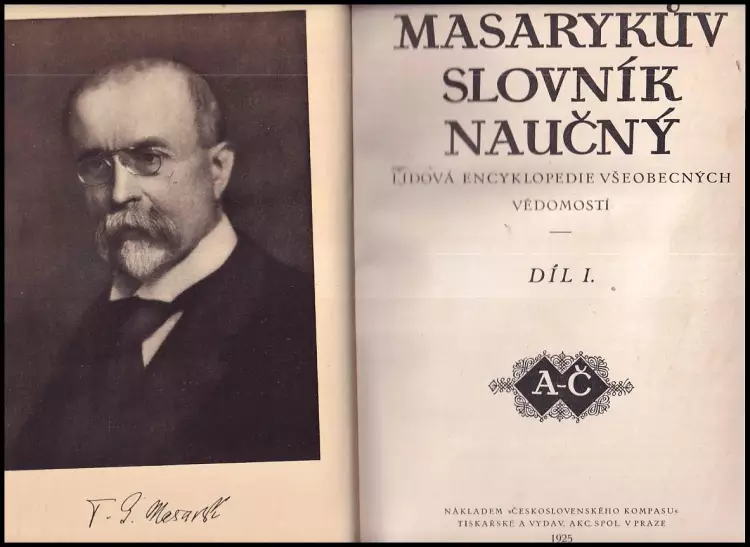 T. G. Masaryk
MASARYKŮV
SLOVNÍK
NAUČNÝ
LIDOVÁ ENCYKLOPEDIE VŠEOBECNÝCH
VĚDOMOSTÍ
DÍL I.
A-Č
NÁKLADEM »ČESKOSLOVENSKÉHO KOMPASU«
TISKAŘSKÉ A VYDAV. AKC. SPOL. V PRAZE
1925